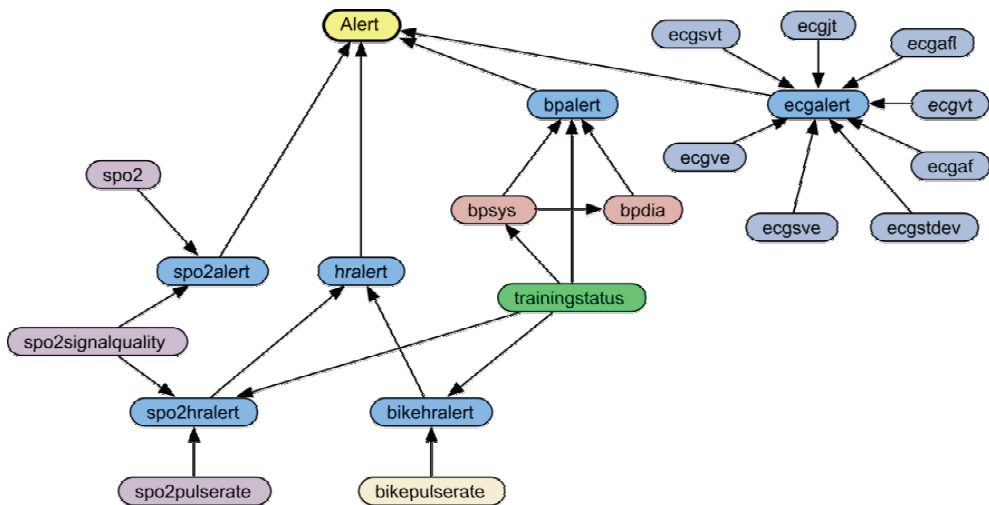 Alert
ecgjt
ecgsvt
ecgafl
bpalert
ecgalert
ecgvt
ecgve
ecgaf
spo2
bpsys
bpdia
ecgsve
ecgstdev
spo2alert
hralert
trainingstatus
spo2signalquality
spo2hralert
bikehralert
spo2pulserate
bikepulserate